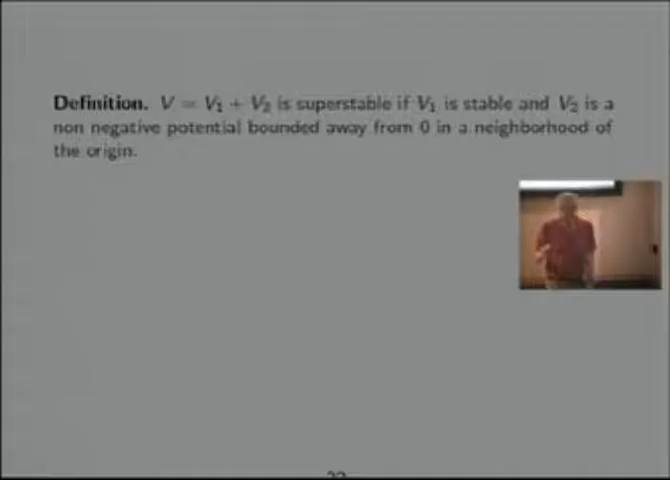 Definition. V = V₁ + V₂ is superstable if V₁ is stable and V₂ is a
non negative potential bounded away from 0 in a neighborhood of
the origin.